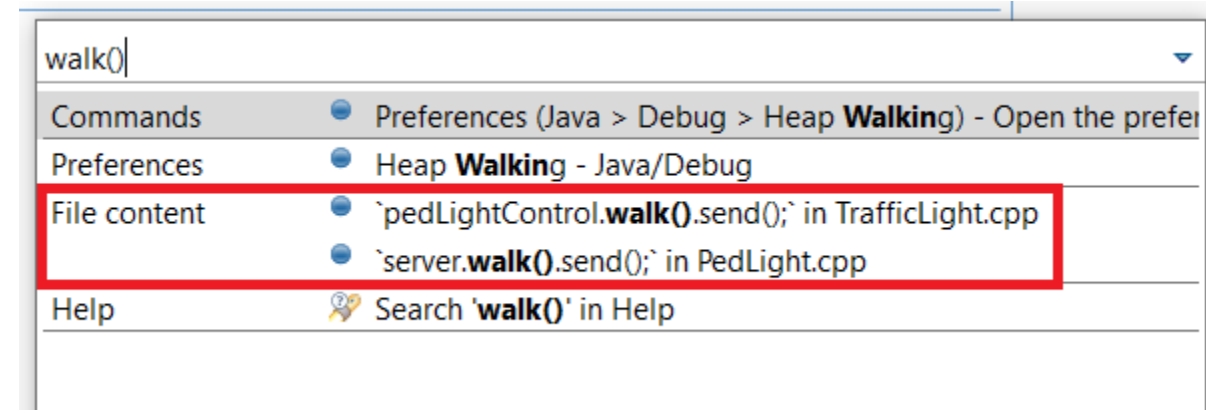 walk()
Commands Preferences (Java > Debug > Heap Walking) - Open the prefer
Preferences Heap Walking - Java/Debug
File content `pedLightControl.walk().send();` in TrafficLight.cpp
`server.walk().send();` in PedLight.cpp
Help Search 'walk()' in Help